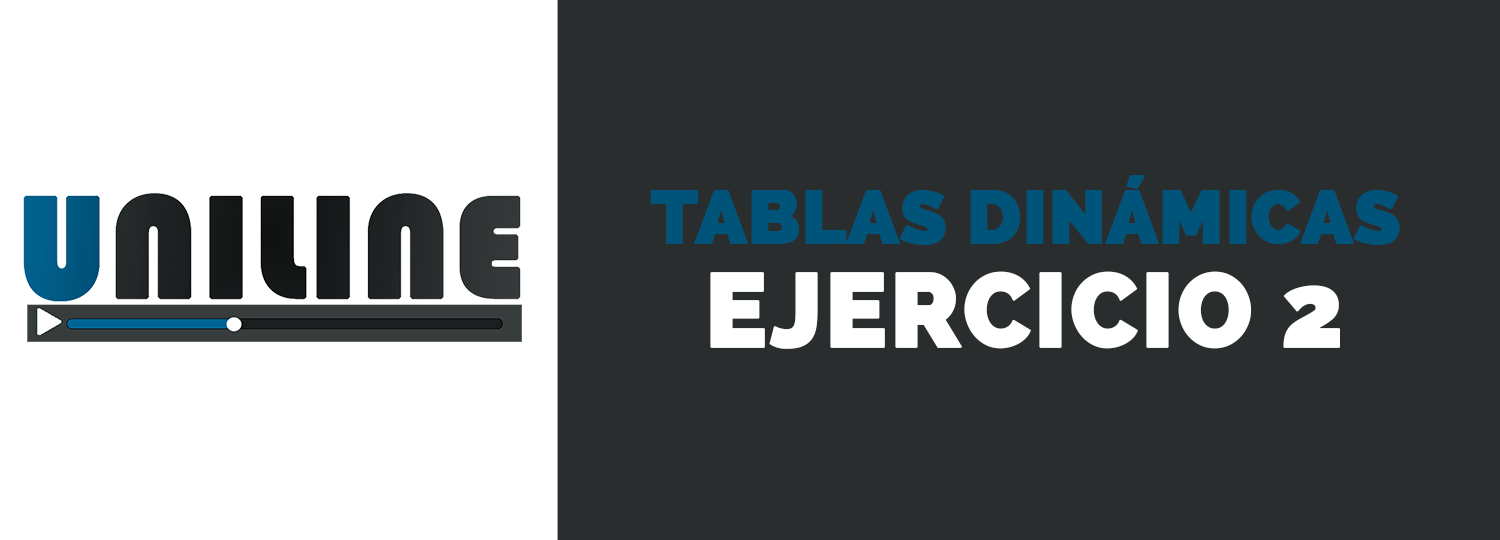 UNILINE
TABLAS DINÁMICAS
EJERCICIO 2